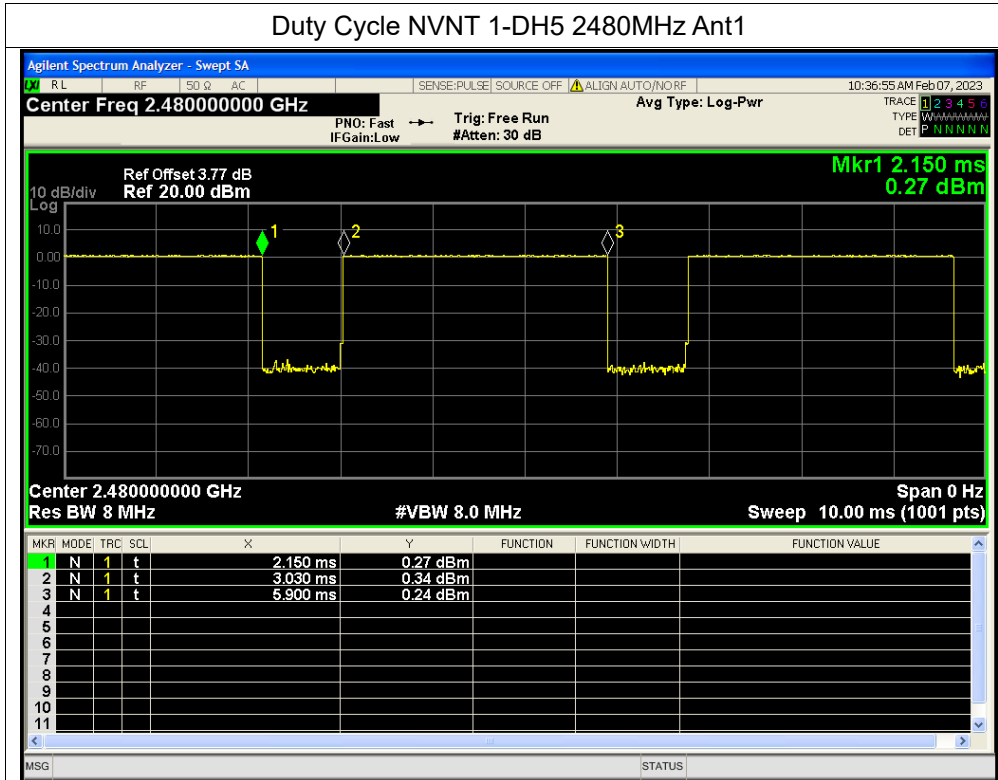 Duty Cycle NVNT 1-DH5 2480MHz Ant1
Agilent Spectrum Analyzer - Swept SA
LXI RL RF 50 Ω AC SENSE:PULSE SOURCE OFF ALIGN AUTO/NO RF 10:36:55 AM Feb 07, 2023
Center Freq 2.480000000 GHz Avg Type: Log-Pwr TRACE 1 2 3 4 5 6
PNO: Fast Trig: Free Run TYPE W
IFGain:Low #Atten: 30 dB DET P N N N N N
Mkr1 2.150 ms
Ref Offset 3.77 dB
10 dB/div Ref 20.00 dBm 0.27 dBm
Log
10.0
1 2 3
0.00
-10.0
-20.0
-30.0
-40.0
-50.0
-60.0
-70.0
Center 2.480000000 GHz Span 0 Hz
Res BW 8 MHz #VBW 8.0 MHz Sweep 10.00 ms (1001 pts)
MKR MODE TRC SCL X Y FUNCTION FUNCTION WIDTH FUNCTION VALUE
1 N 1 t 2.150 ms 0.27 dBm
2 N 1 t 3.030 ms 0.34 dBm
3 N 1 t 5.900 ms 0.24 dBm
4
5
6
7
8
9
10
11
MSG STATUS